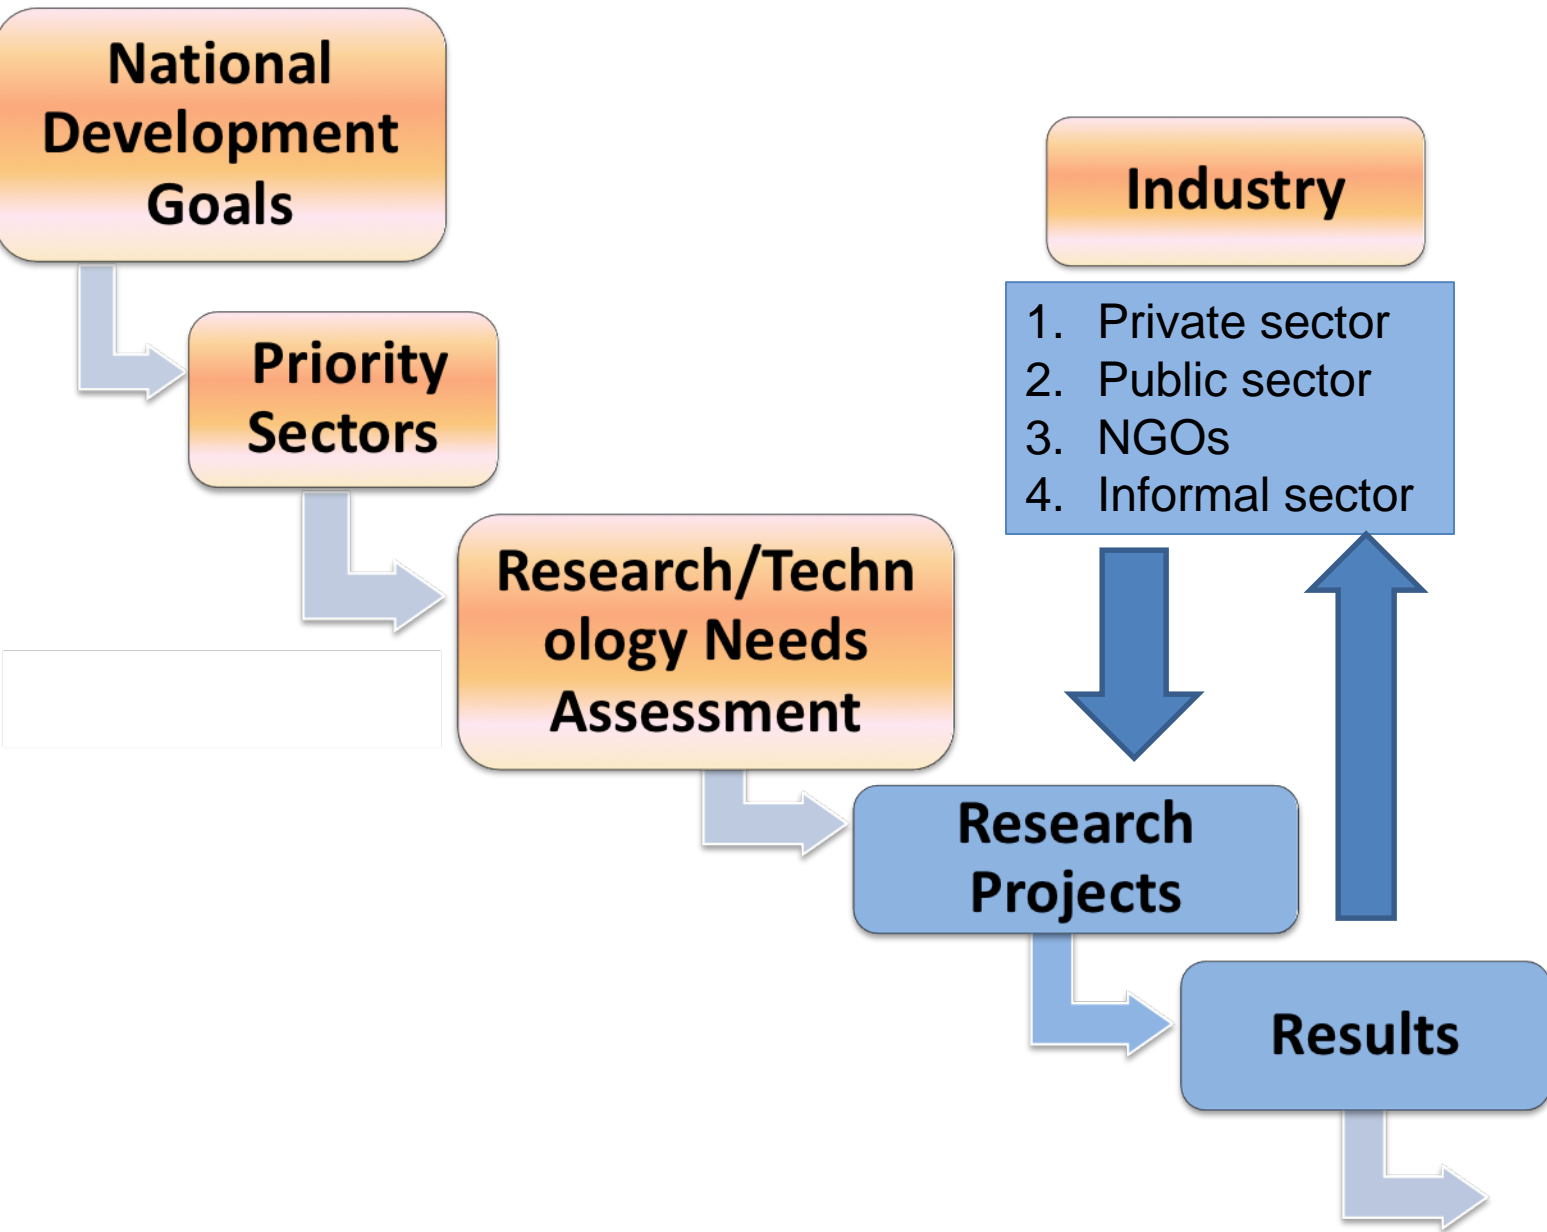 National
Development
Goals
Industry
1. Private sector
2. Public sector
3. NGOs
4. Informal sector
Priority
Sectors
Research/Techn
ology Needs
Assessment
Research
Projects
Results